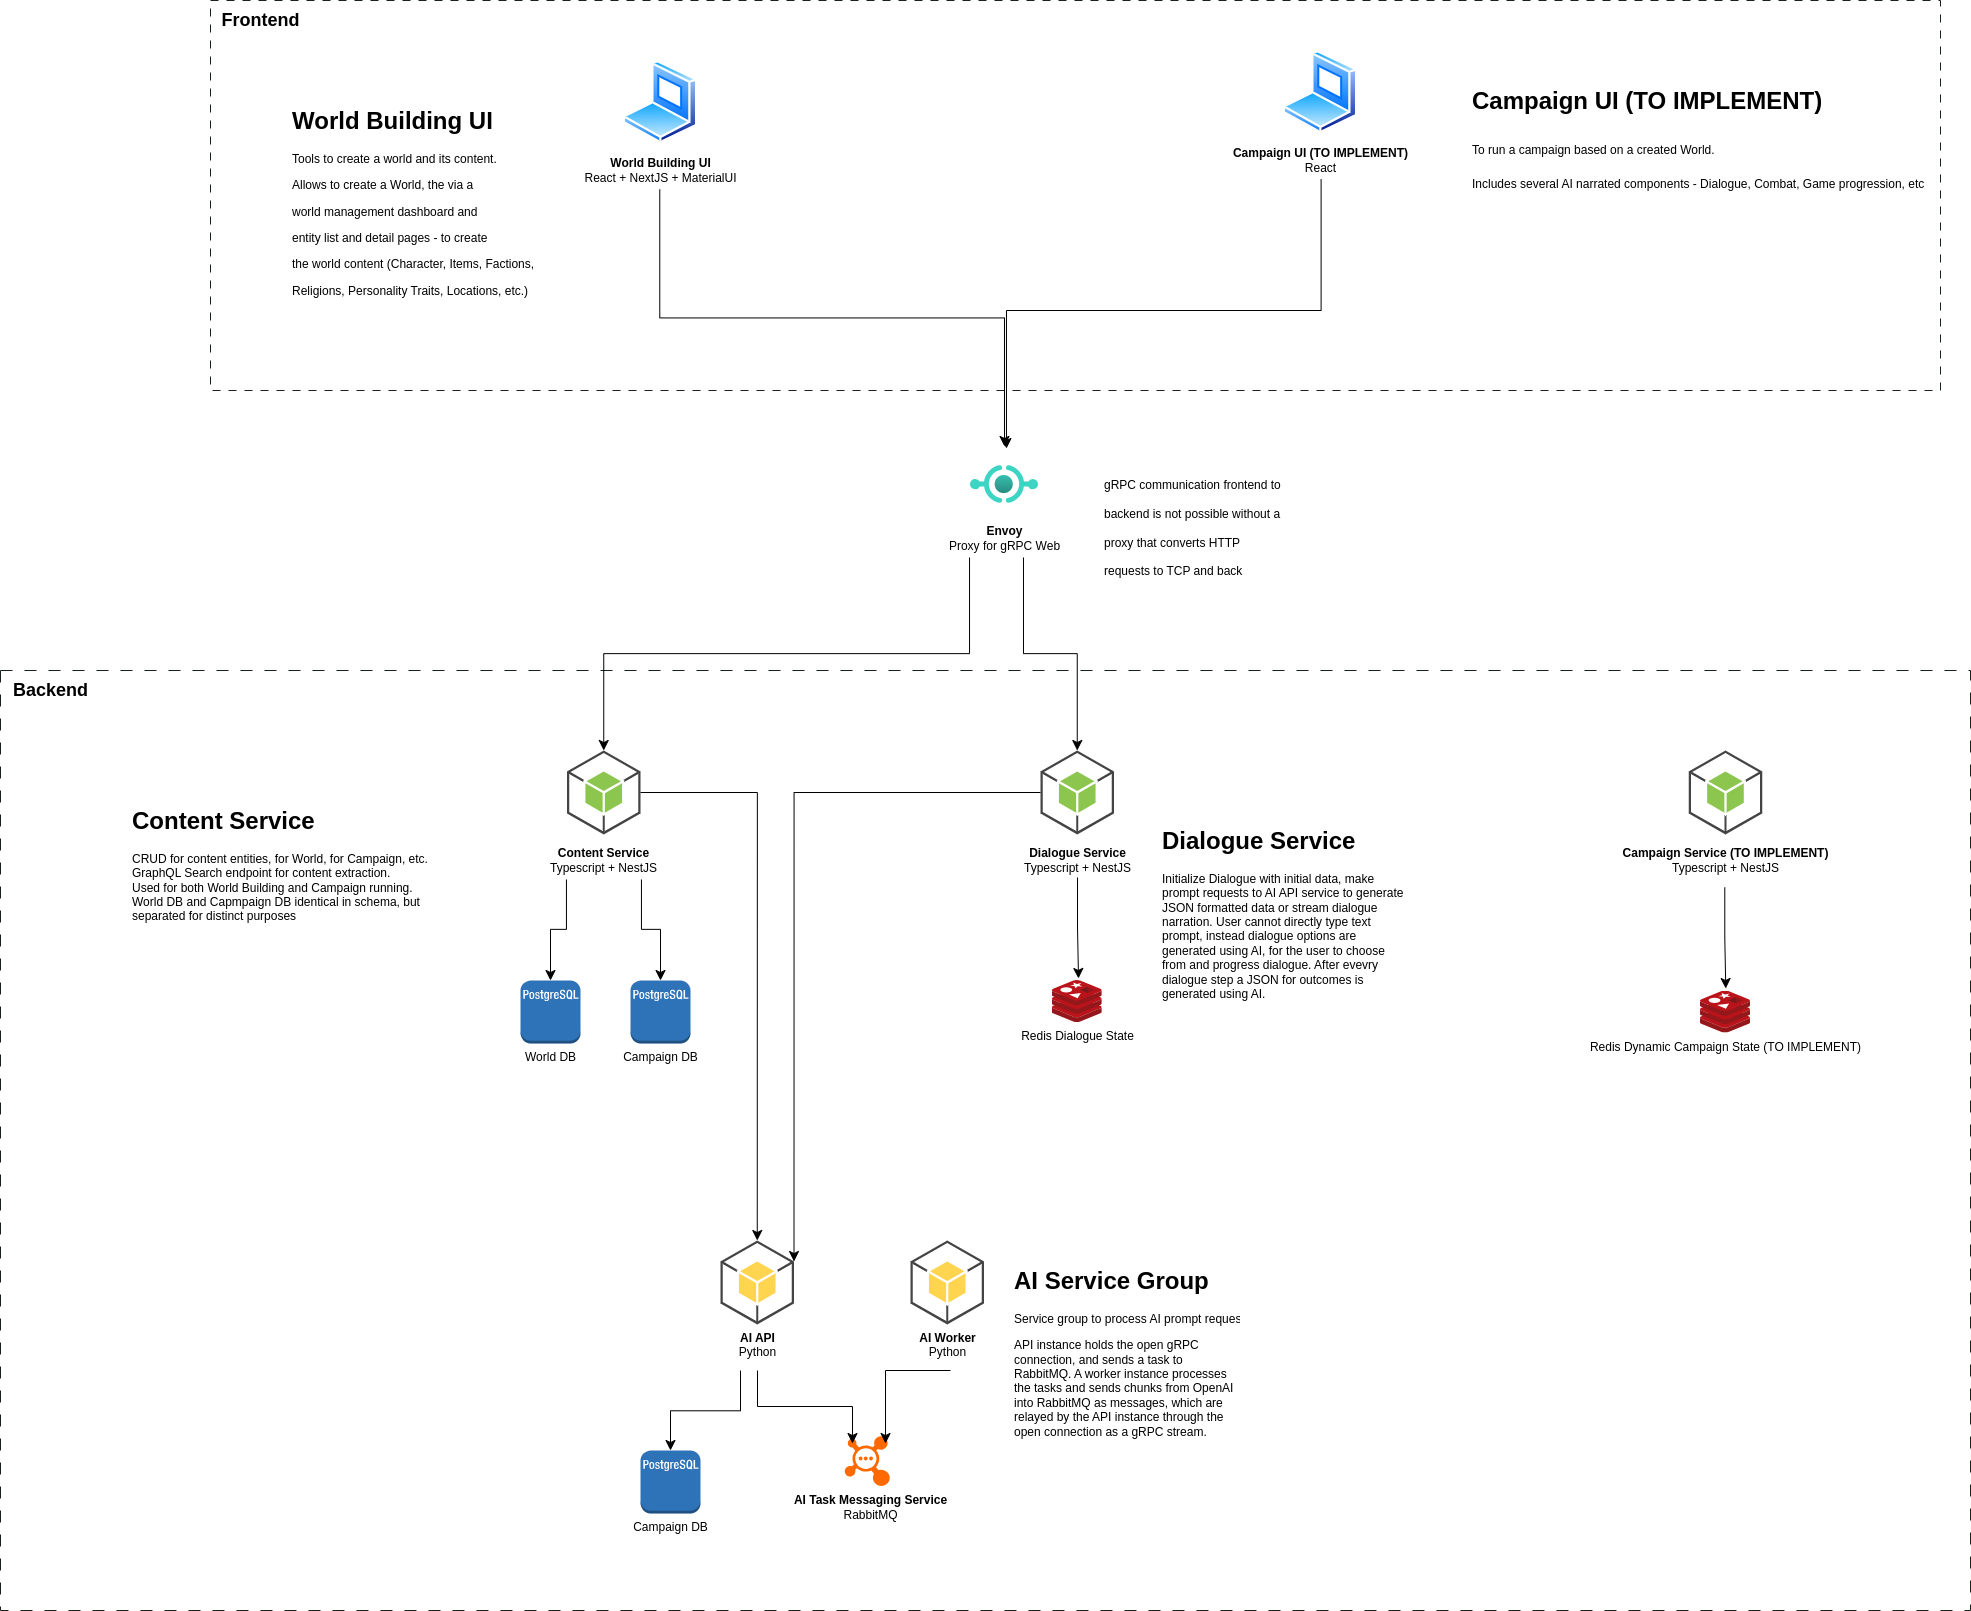 Frontend
World Building UI
Tools to create a world and its content.
Allows to create a World, the via a
world management dashboard and
entity list and detail pages - to create
the world content (Character, Items, Factions,
Religions, Personality Traits, Locations, etc.)
World Building UI
React + NextJS + MaterialUI
Campaign UI (TO IMPLEMENT)
React
Campaign UI (TO IMPLEMENT)
To run a campaign based on a created World.
Includes several AI narrated components - Dialogue, Combat, Game progression, etc
Envoy
Proxy for gRPC Web
gRPC communication frontend to
backend is not possible without a
proxy that converts HTTP
requests to TCP and back
Backend
Content Service
CRUD for content entities, for World, for Campaign, etc.
GraphQL Search endpoint for content extraction.
Used for both World Building and Campaign running.
World DB and Capmpaign DB identical in schema, but
separated for distinct purposes
Content Service
Typescript + NestJS
PostgreSQL
World DB
PostgreSQL
Campaign DB
Dialogue Service
Typescript + NestJS
Redis Dialogue State
Dialogue Service
Initialize Dialogue with initial data, make
prompt requests to AI API service to generate
JSON formatted data or stream dialogue
narration. User cannot directly type text
prompt, instead dialogue options are
generated using AI, for the user to choose
from and progress dialogue. After evevry
dialogue step a JSON for outcomes is
generated using AI.
Campaign Service (TO IMPLEMENT)
Typescript + NestJS
Redis Dynamic Campaign State (TO IMPLEMENT)
AI API
Python
AI Worker
Python
AI Service Group
Service group to process AI prompt reques
API instance holds the open gRPC
connection, and sends a task to
RabbitMQ. A worker instance processes
the tasks and sends chunks from OpenAI
into RabbitMQ as messages, which are
relayed by the API instance through the
open connection as a gRPC stream.
PostgreSQL
Campaign DB
AI Task Messaging Service
RabbitMQ